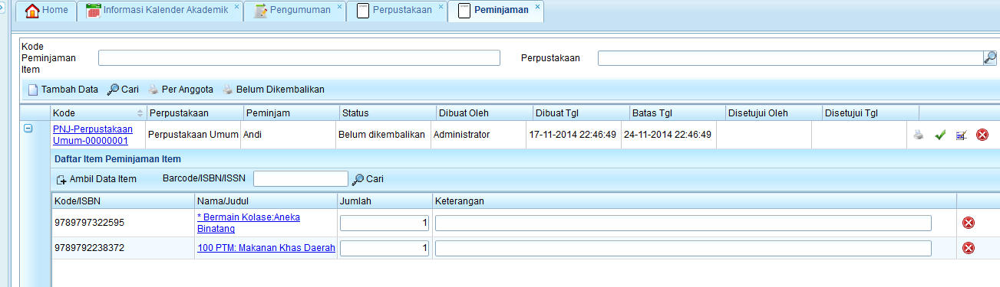 Home Informasi Kalender Akademik Pengumuman Perpustakaan Peminjaman
Kode
Peminjaman
Item
Perpustakaan
Tambah Data Cari Per Anggota Belum Dikembalikan
Kode Perpustakaan Peminjam Status Dibuat Oleh Dibuat Tgl Batas Tgl Disetujui Oleh Disetujui Tgl
PNJ-Perpustakaan
Umum-00000001
Perpustakaan Umum Andi Belum dikembalikan Administrator 17-11-2014 22:46:49 24-11-2014 22:46:49
Daftar Item Peminjaman Item
Ambil Data Item Barcode/ISBN/ISSN Cari
Kode/ISBN Nama/Judul Jumlah Keterangan
9789797322595 * Bermain Kolase:Aneka
Binatang
1
9789792238372 100 PTM: Makanan Khas Daerah 1